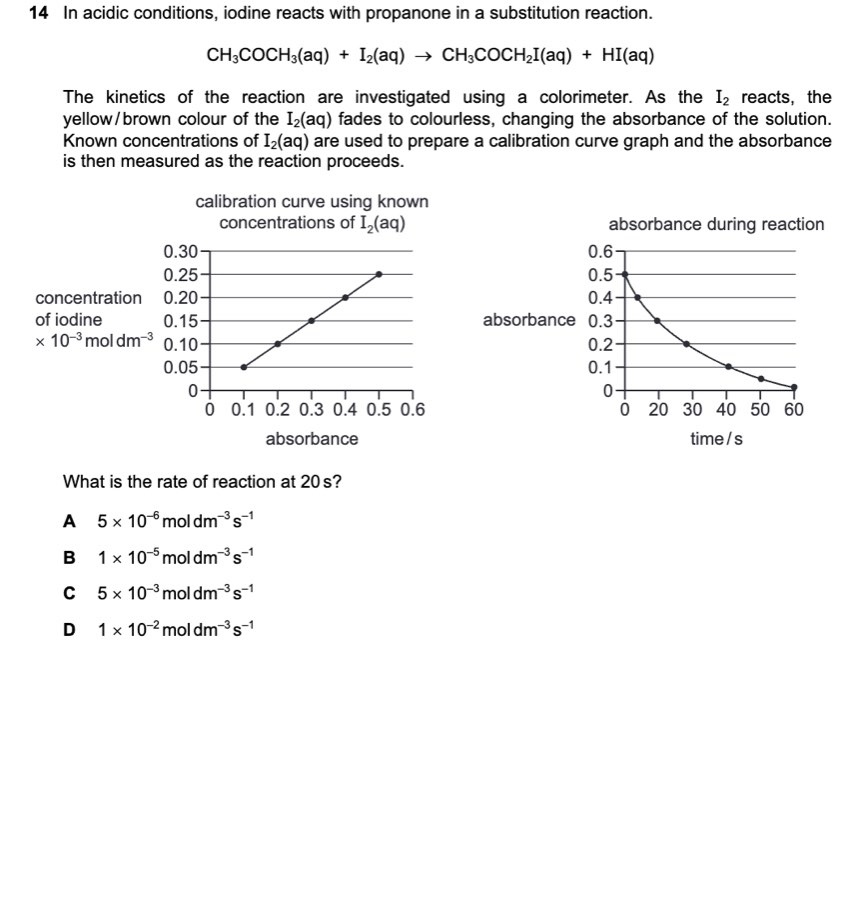 14 In acidic conditions, iodine reacts with propanone in a substitution reaction.
CH₃COCH₃(aq) + I₂(aq) → CH₃COCH₂I(aq) + HI(aq)
The kinetics of the reaction are investigated using a colorimeter. As the I₂ reacts, the
yellow/brown colour of the I₂(aq) fades to colourless, changing the absorbance of the solution.
Known concentrations of I₂(aq) are used to prepare a calibration curve graph and the absorbance
is then measured as the reaction proceeds.
calibration curve using known
concentrations of I₂(aq)
concentration
of iodine
× 10⁻³ mol dm⁻³
0.30
0.25
0.20
0.15
0.10
0.05
0
0 0.1 0.2 0.3 0.4 0.5 0.6
absorbance
absorbance during reaction
absorbance
0.6
0.5
0.4
0.3
0.2
0.1
0
0 20 30 40 50 60
time/s
What is the rate of reaction at 20 s?
A 5 × 10⁻⁶ mol dm⁻³ s⁻¹
B 1 × 10⁻⁵ mol dm⁻³ s⁻¹
C 5 × 10⁻³ mol dm⁻³ s⁻¹
D 1 × 10⁻² mol dm⁻³ s⁻¹